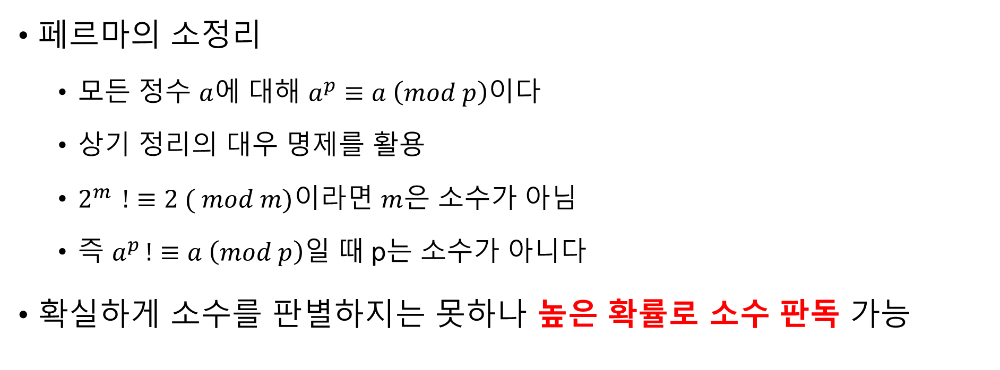 • 페르마의 소정리
• 모든 정수 a에 대해 a^p ≡ a (mod p)이다
• 상기 정리의 대우 명제를 활용
• 2^m ! ≡ 2 ( mod m)이라면 m은 소수가 아님
• 즉 a^p ! ≡ a (mod p)일 때 p는 소수가 아니다
• 확실하게 소수를 판별하지는 못하나 높은 확률로 소수 판독 가능